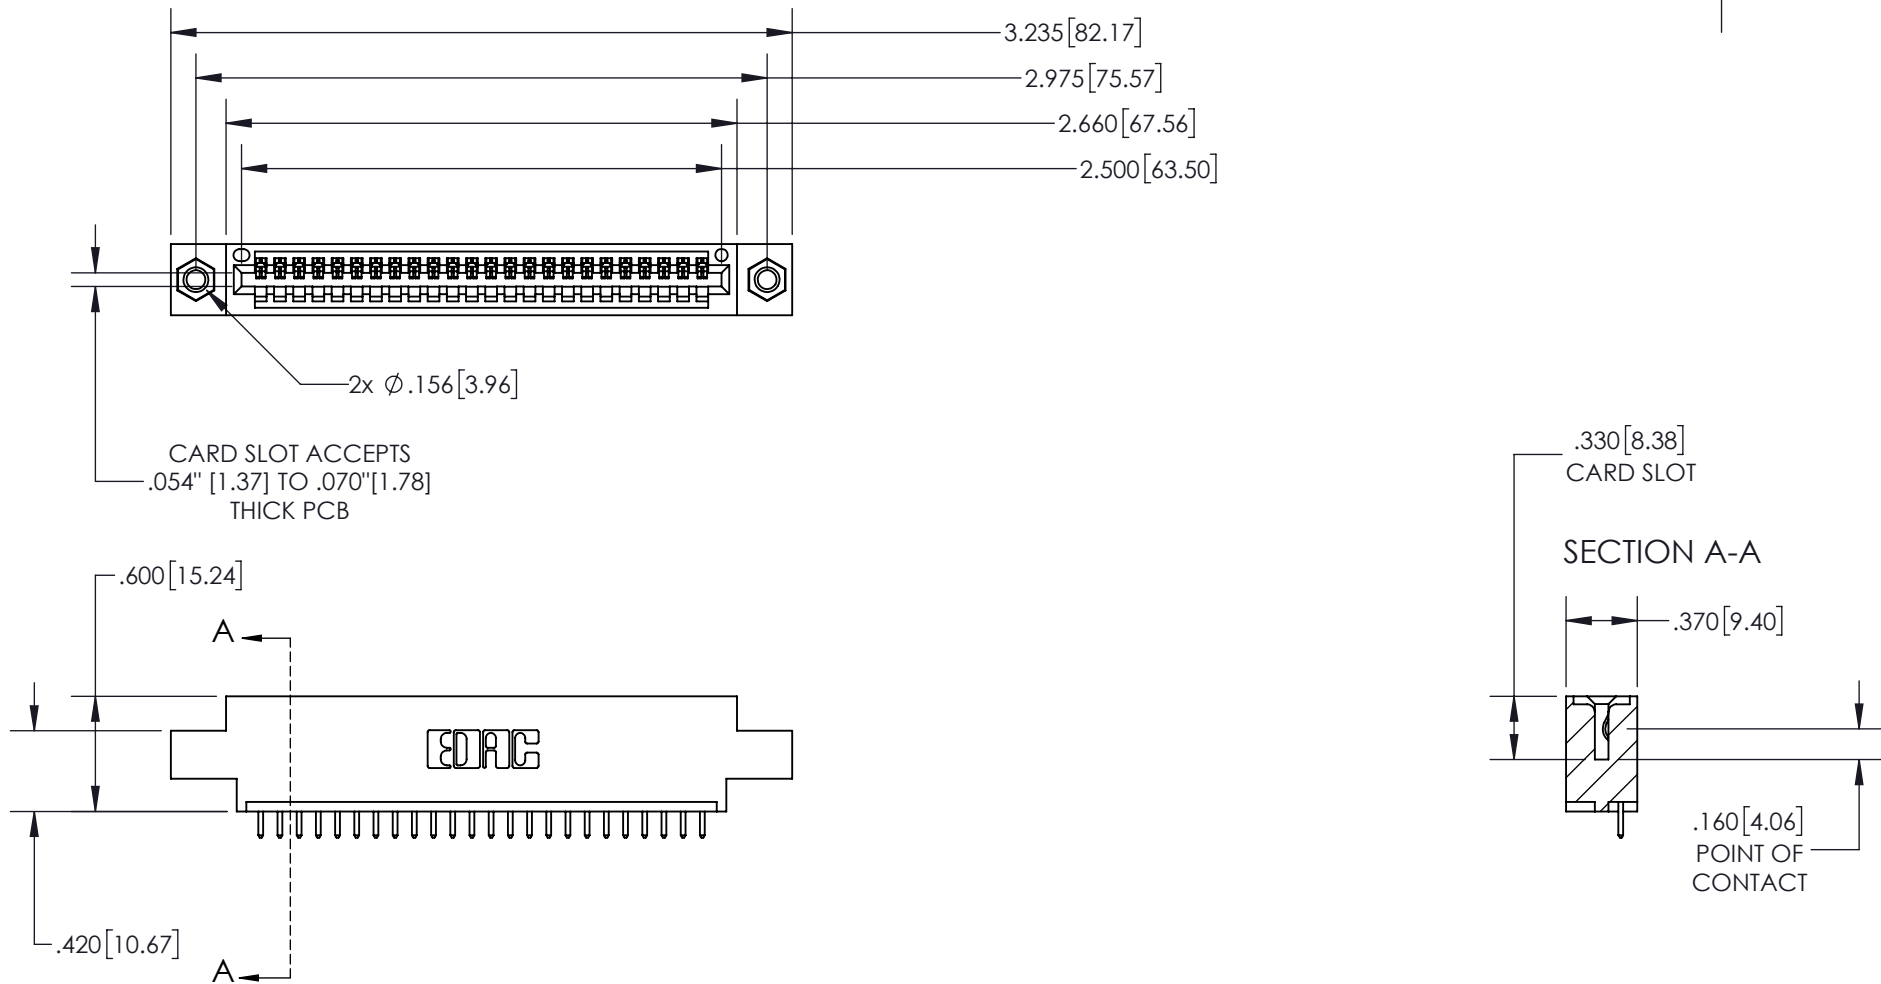 3.235[82.17]
2.975[75.57]
2.660[67.56]
2.500[63.50]
2x Ø.156[3.96]
CARD SLOT ACCEPTS
.054" [1.37] TO .070"[1.78]
THICK PCB
.330[8.38]
CARD SLOT
SECTION A-A
.600[15.24]
.370[9.40]
A
EDAC
.160[4.06]
POINT OF
CONTACT
.420[10.67]
A